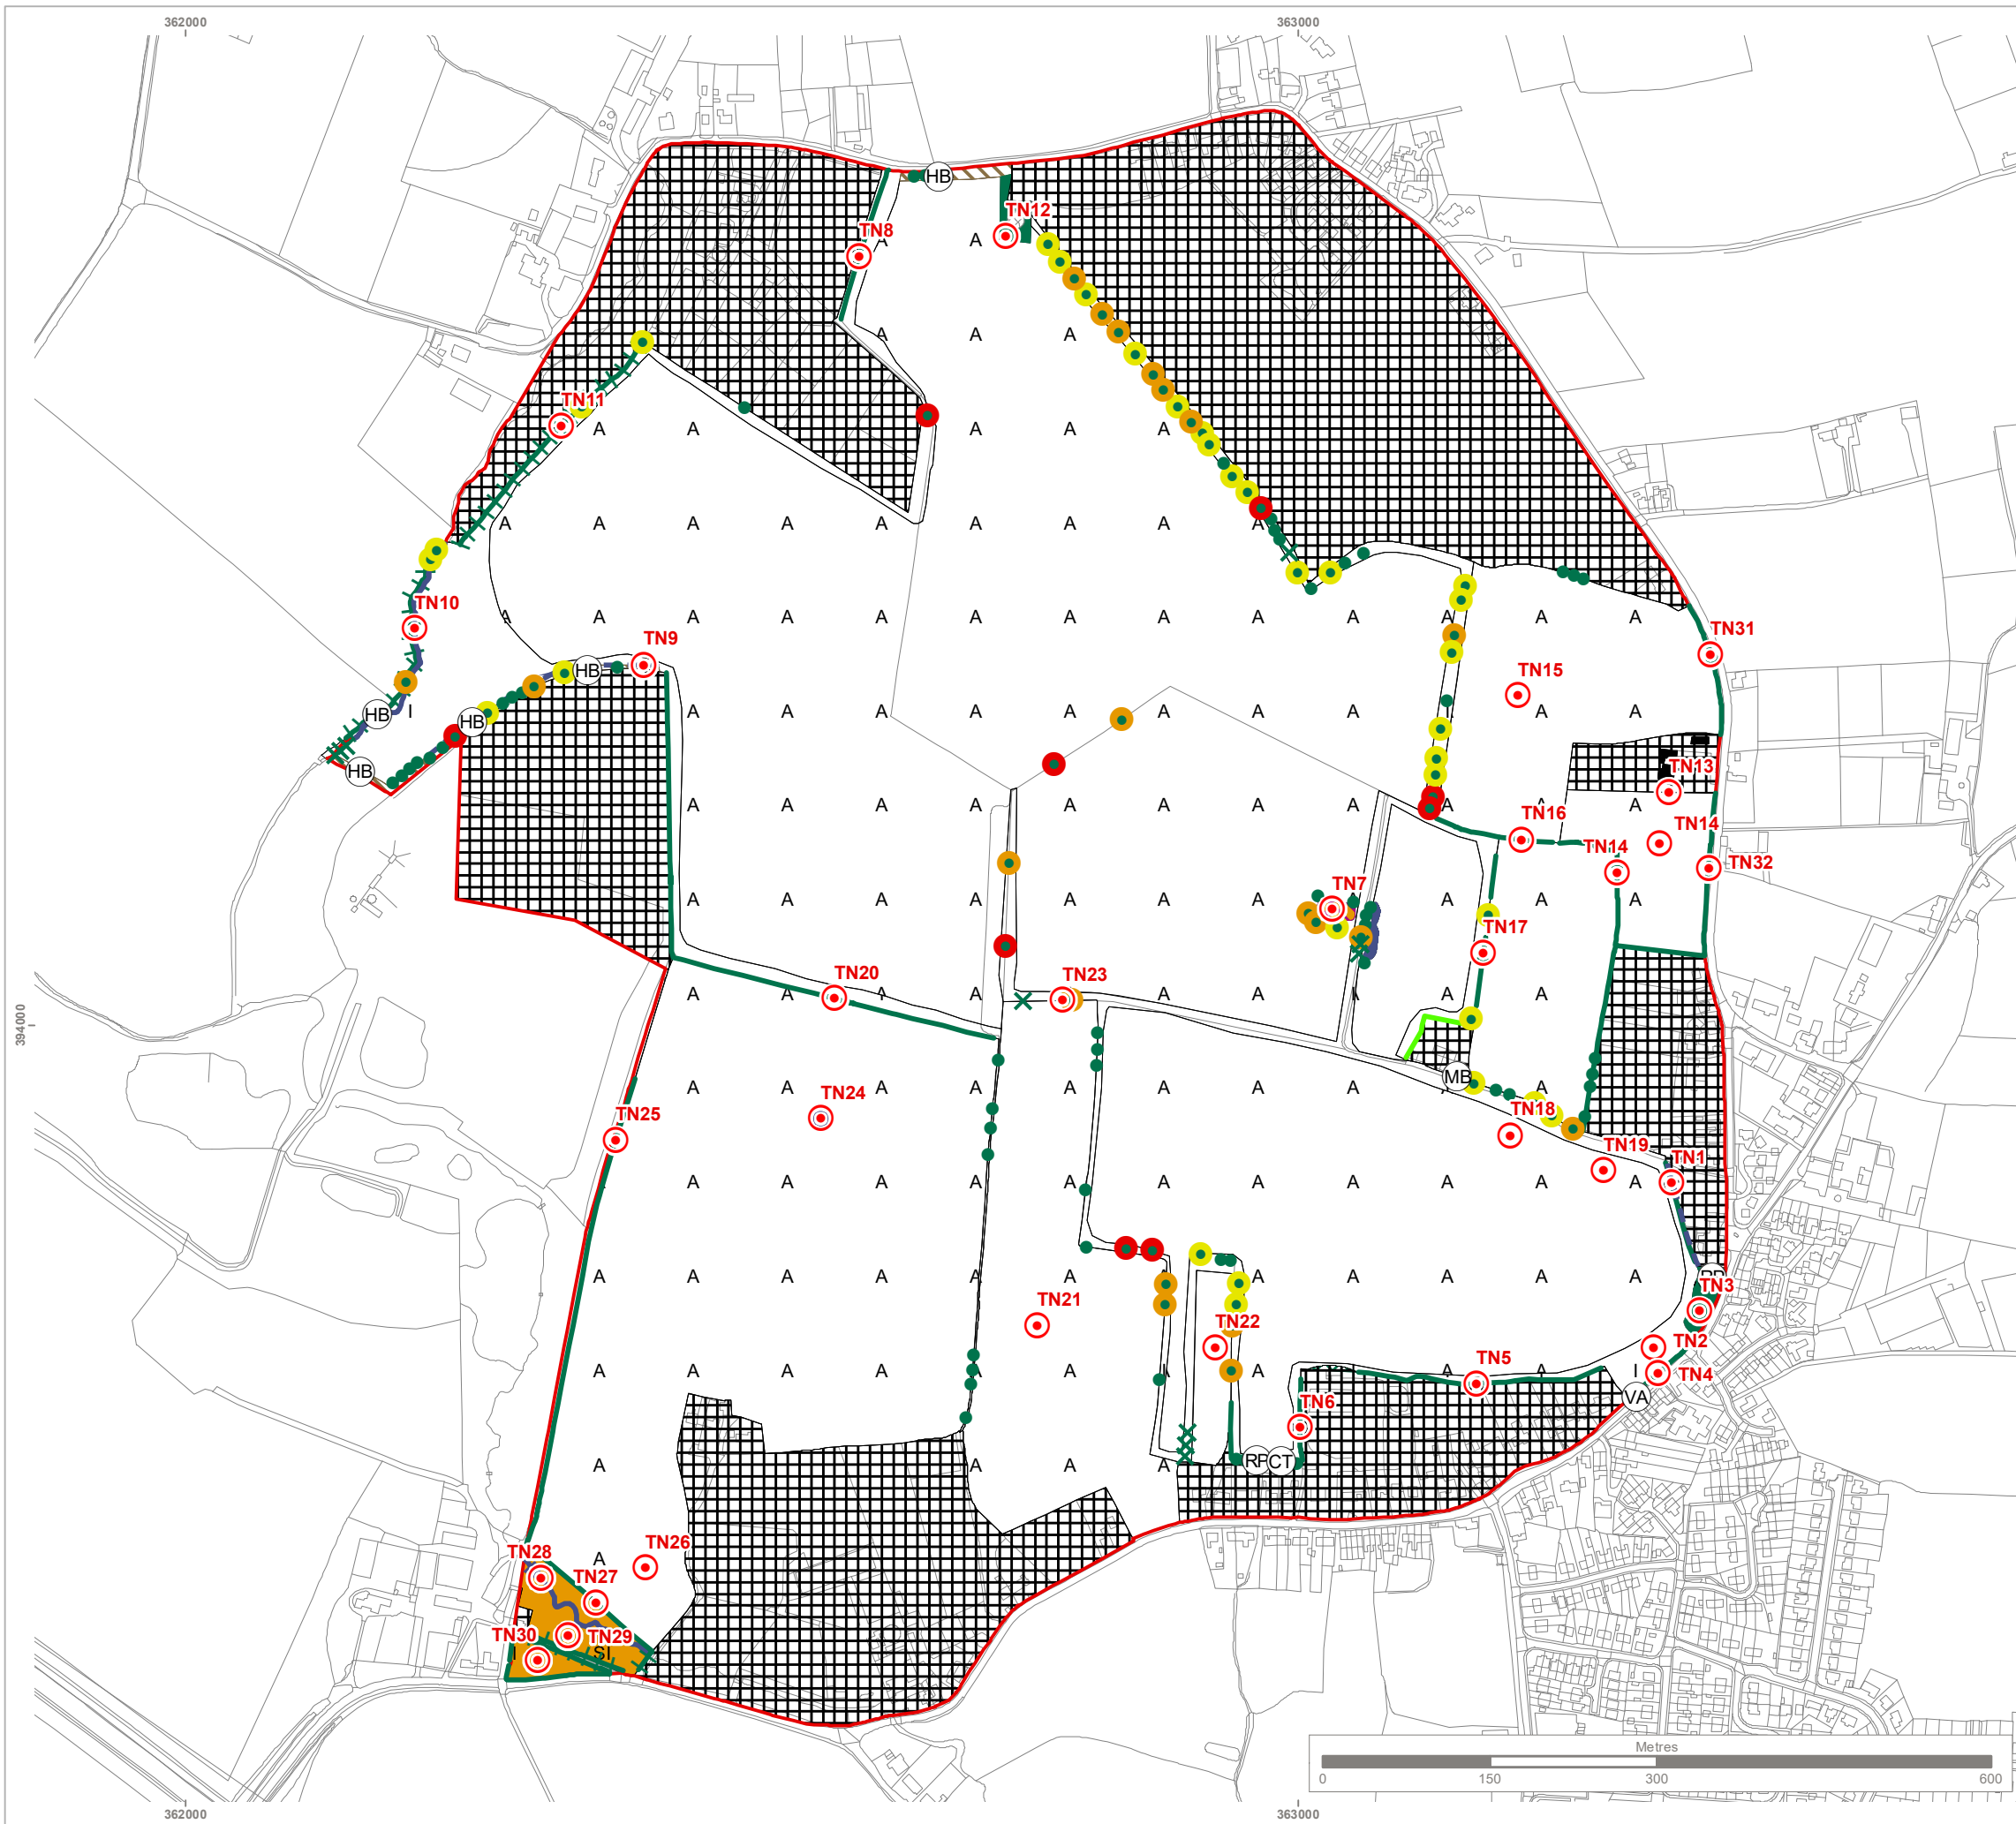 362000 363000
HB
TN12
TN8 A A
A A A
TN11
A A A A A
A A A A A A A
TN10
A A A A A A A A A A A A
TN9 TN31
HB
TN15
HB I A A A A A A A A
HB
TN13
A A A A A A A A A
TN16 TN14
TN14
TN32
TN7
A A A A A A A A
TN17
TN20 TN23
A A A A A A A A A
394000
MB
A A A A A A A A A
TN24 TN18
TN25
TN19 TN1
A A A A A A A A A A A
A A A A A A A A A
TN3
TN21 TN22
TN2
TN5
A A A A A A A A I
TN4
VA
TN6
A A A A RP CT
TN26
A
TN28
TN27
TN30 TN29
I SI
Metres
0 150 300 600
362000 363000